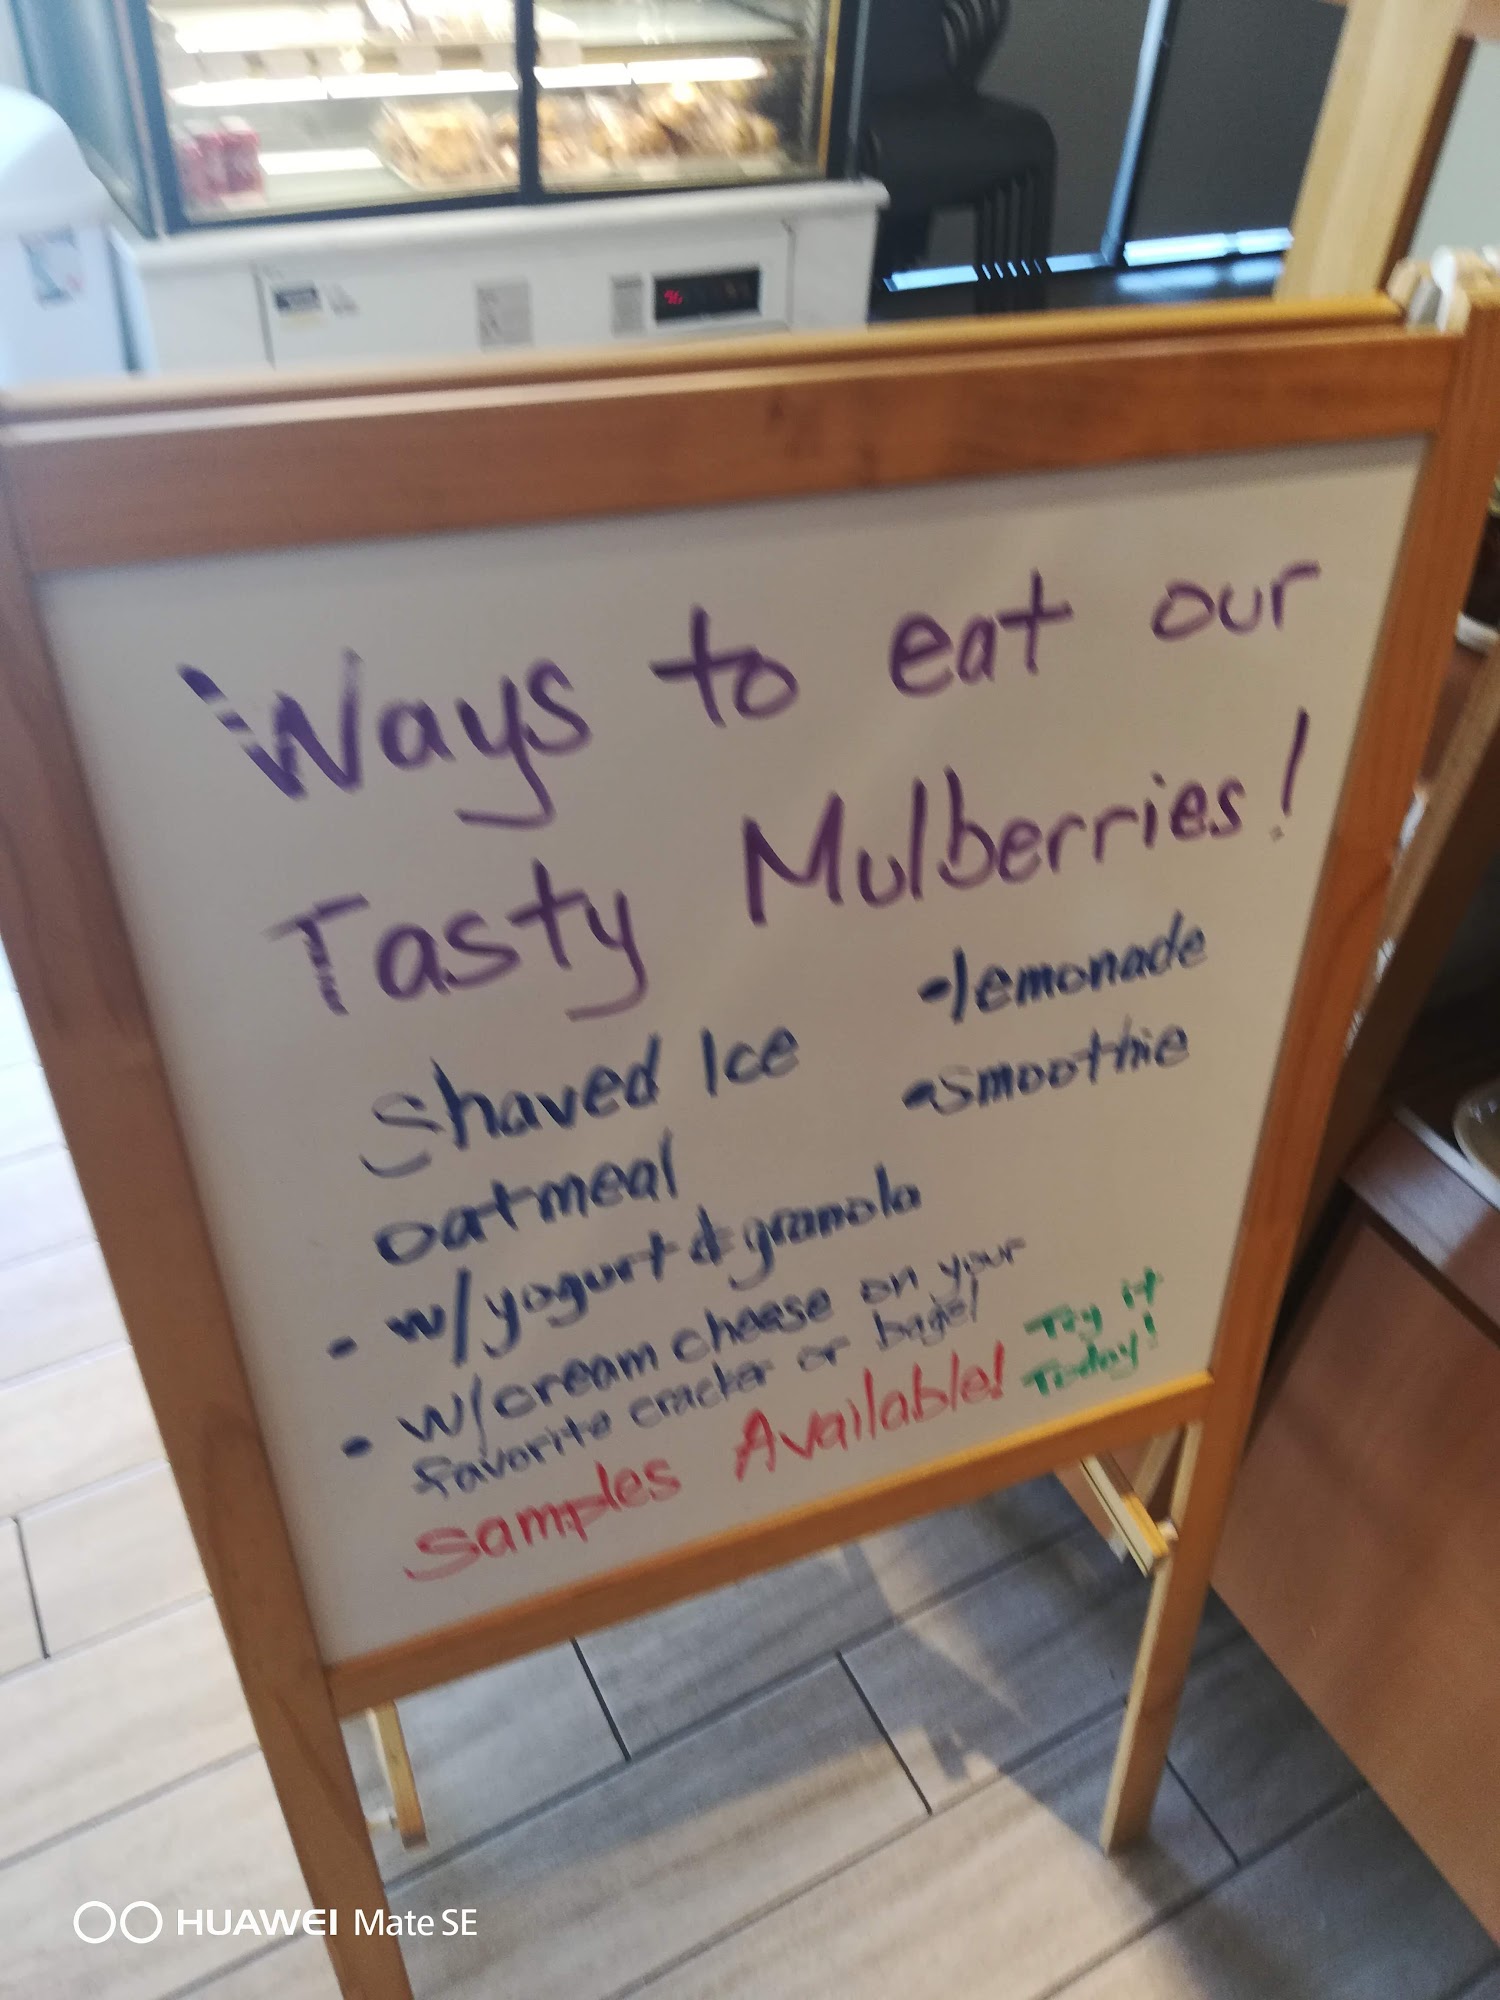 Ways to eat our
Tasty Mulberries!
Shaved Ice
oatmeal
• w/yogurt & granola
• w/cream cheese on your
favorite cracker or bagel
•lemonade
•smoothie
Samples Available!
Try it
Today!
HUAWEI Mate SE